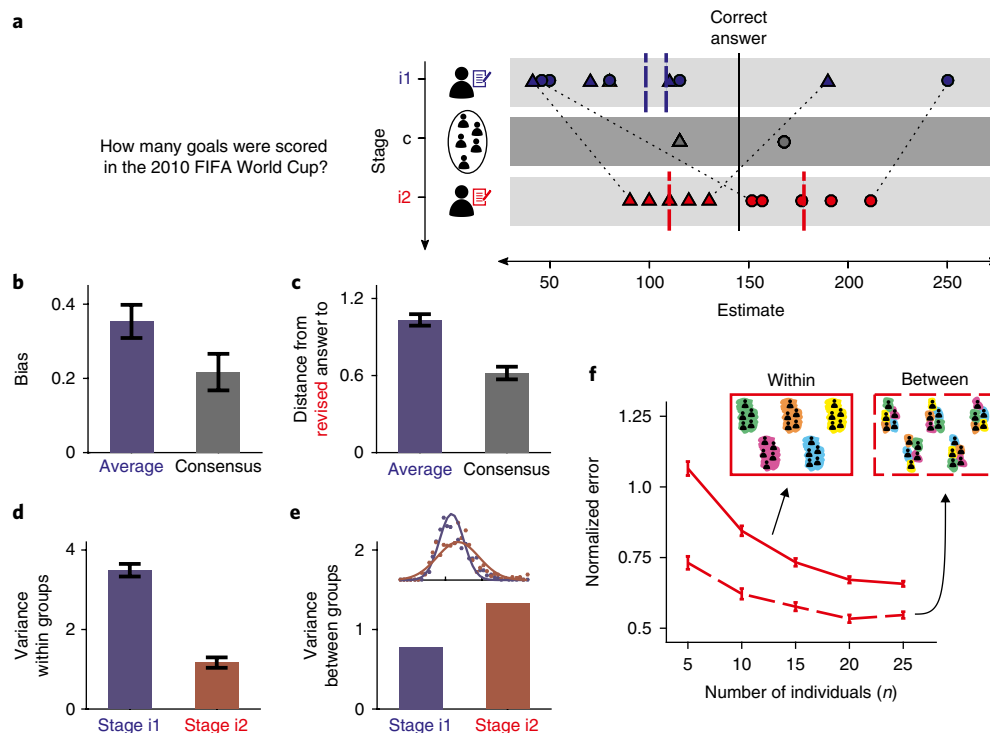 a
Correct
answer
i1
How many goals were scored
in the 2010 FIFA World Cup?
Stage
c
i2
50
100
150
200
250
Estimate
b
0.4
0.2
0
Bias
Average
Consensus
c
1.2
0.6
0
Distance from
revised answer to
Average
Consensus
d
4
2
0
Variance
within groups
Stage i1
Stage i2
e
2
1
0
Variance
between groups
Stage i1
Stage i2
f
Within
Between
1.25
1.0
0.75
0.5
Normalized error
5
10
15
20
25
Number of individuals (n)